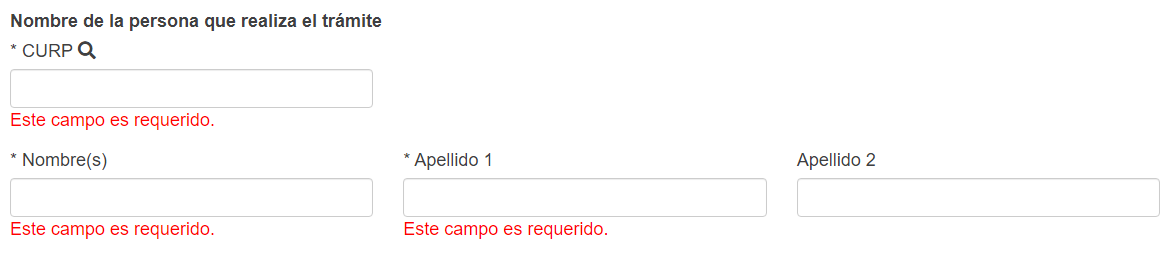 Nombre de la persona que realiza el trámite
* CURP
Este campo es requerido.
* Nombre(s) * Apellido 1 Apellido 2
Este campo es requerido. Este campo es requerido.